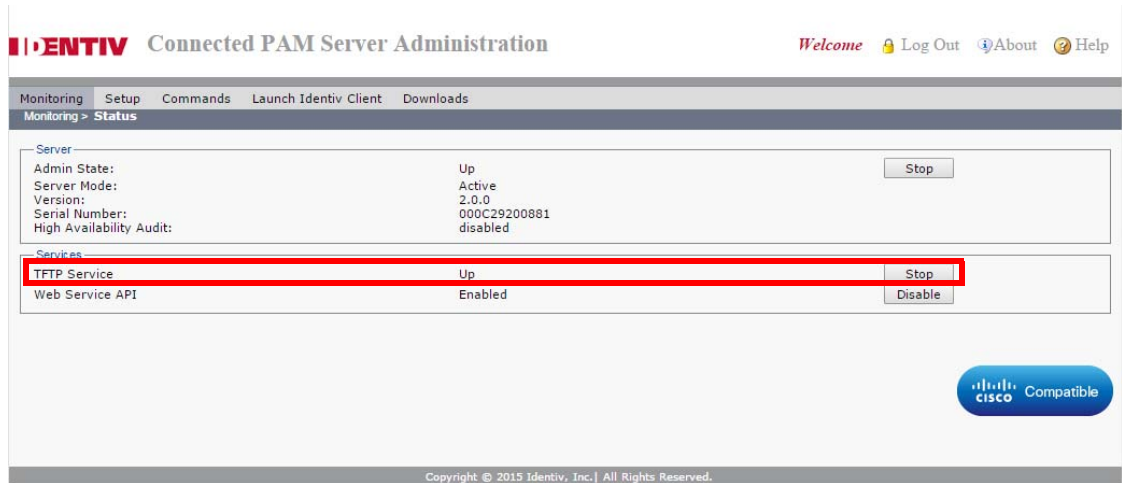 IDENTIV Connected PAM Server Administration Welcome Log Out About Help
Monitoring Setup Commands Launch Identiv Client Downloads
Monitoring > Status
Server
Admin State: Up Stop
Server Mode: Active
Version: 2.0.0
Serial Number: 000C29200881
High Availability Audit: disabled
Services
TFTP Service Up Stop
Web Service API Enabled Disable
CISCO Compatible
Copyright © 2015 Identiv, Inc.| All Rights Reserved.